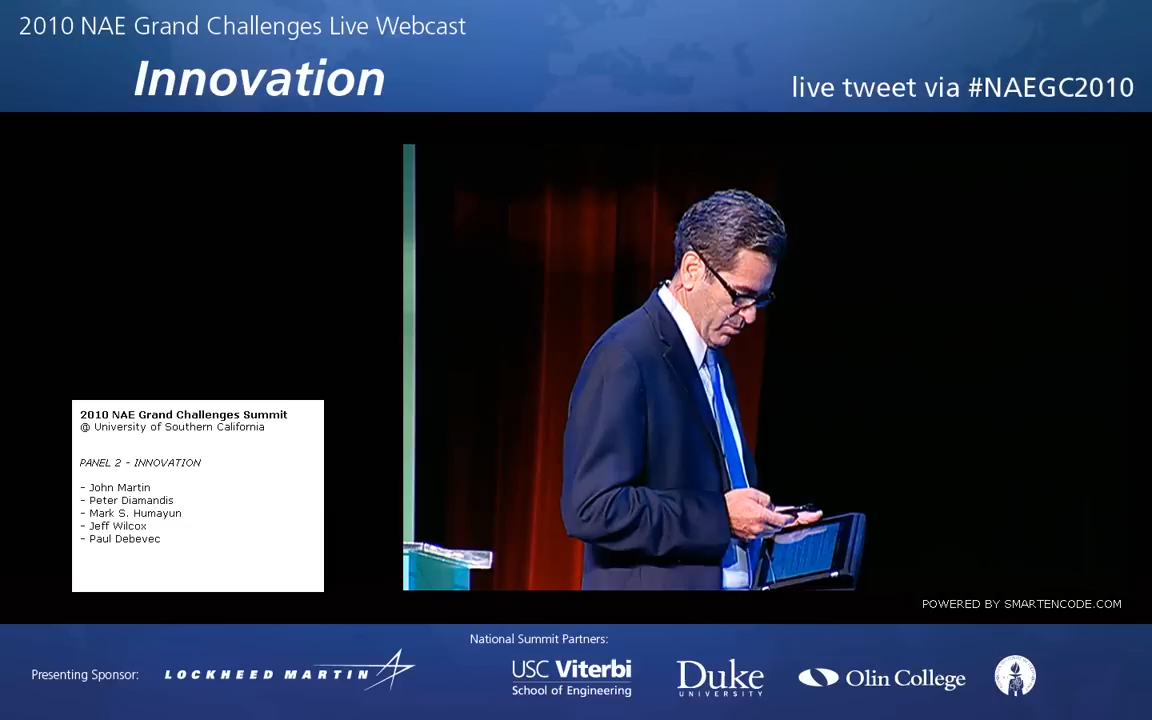 2010 NAE Grand Challenges Live Webcast
Innovation
live tweet via #NAEGC2010
2010 NAE Grand Challenges Summit
@ University of Southern California
PANEL 2 - INNOVATION
- John Martin
- Peter Diamandis
- Mark S. Humayun
- Jeff Wilcox
- Paul Debevec
POWERED BY SMARTENCODE.COM
National Summit Partners:
Presenting Sponsor:
LOCKHEED MARTIN
USC Viterbi
School of Engineering
Duke
UNIVERSITY
Olin College